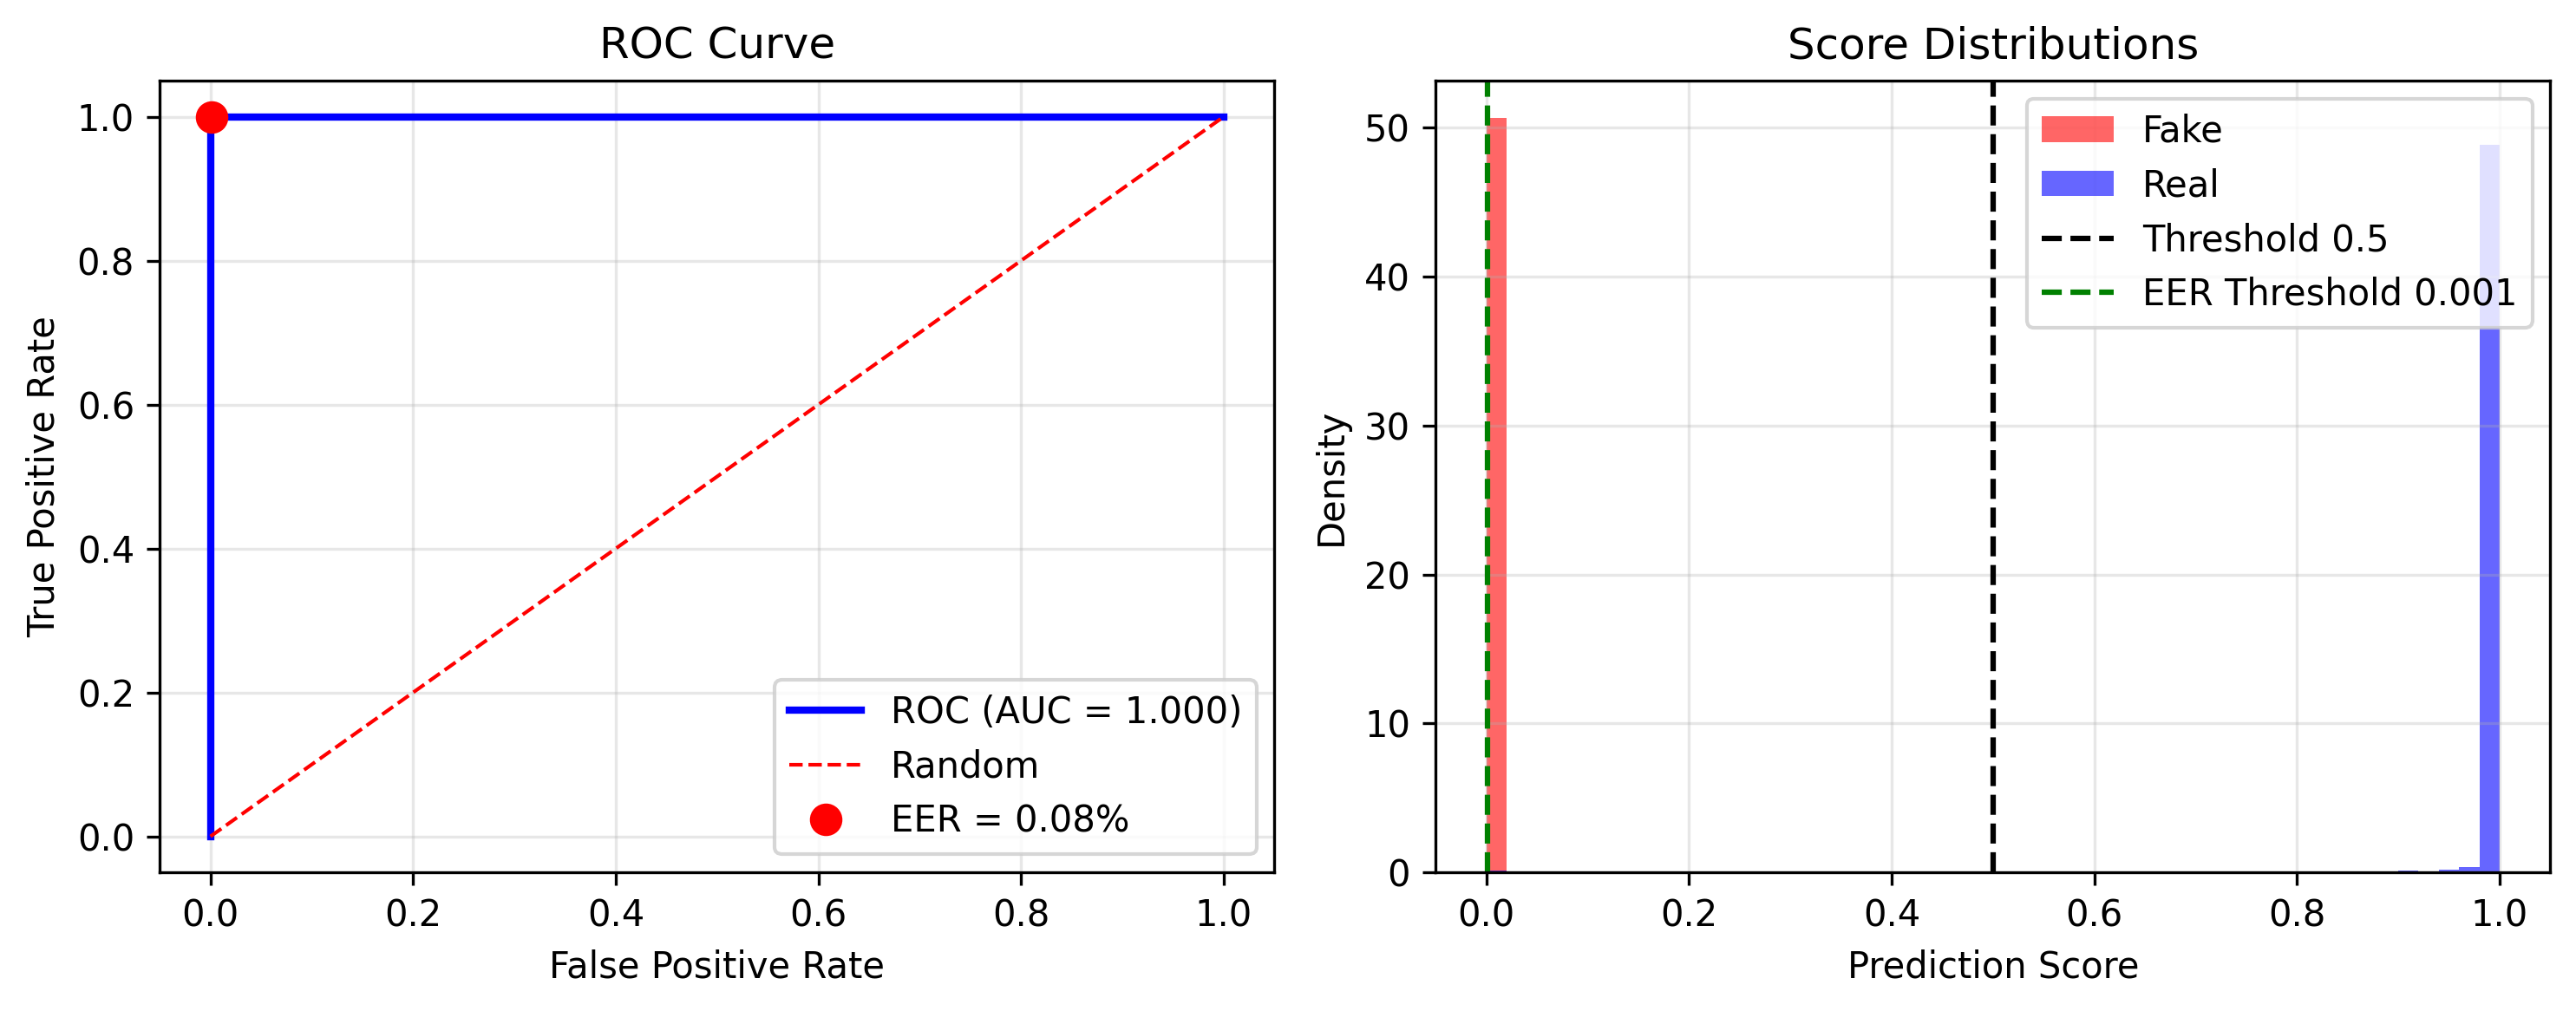 ROC Curve
True Positive Rate
1.0
0.8
0.6
0.4
0.2
0.0
0.0 0.2 0.4 0.6 0.8 1.0
False Positive Rate
ROC (AUC = 1.000)
Random
EER = 0.08%
Score Distributions
Density
50
40
30
20
10
0
0.0 0.2 0.4 0.6 0.8 1.0
Prediction Score
Fake
Real
Threshold 0.5
EER Threshold 0.001